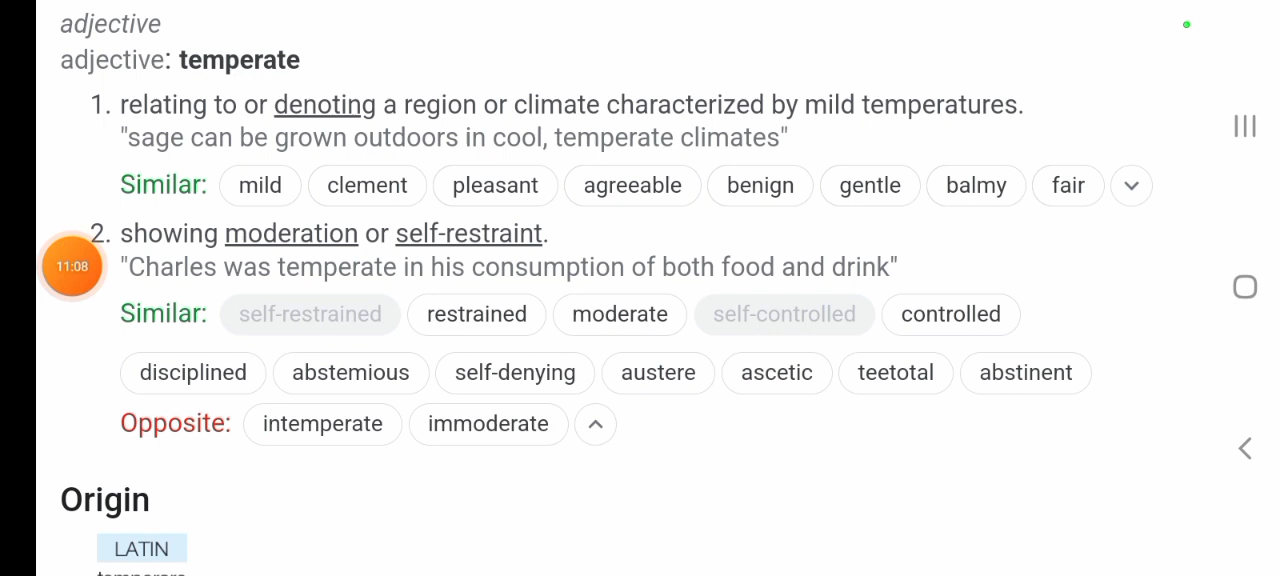 adjective
adjective: temperate
1. relating to or denoting a region or climate characterized by mild temperatures.
"sage can be grown outdoors in cool, temperate climates"
Similar: mild clement pleasant agreeable benign gentle balmy fair
2. showing moderation or self-restraint.
11:08 "Charles was temperate in his consumption of both food and drink"
Similar: self-restrained restrained moderate self-controlled controlled
disciplined abstemious self-denying austere ascetic teetotal abstinent
Opposite: intemperate immoderate
Origin
LATIN